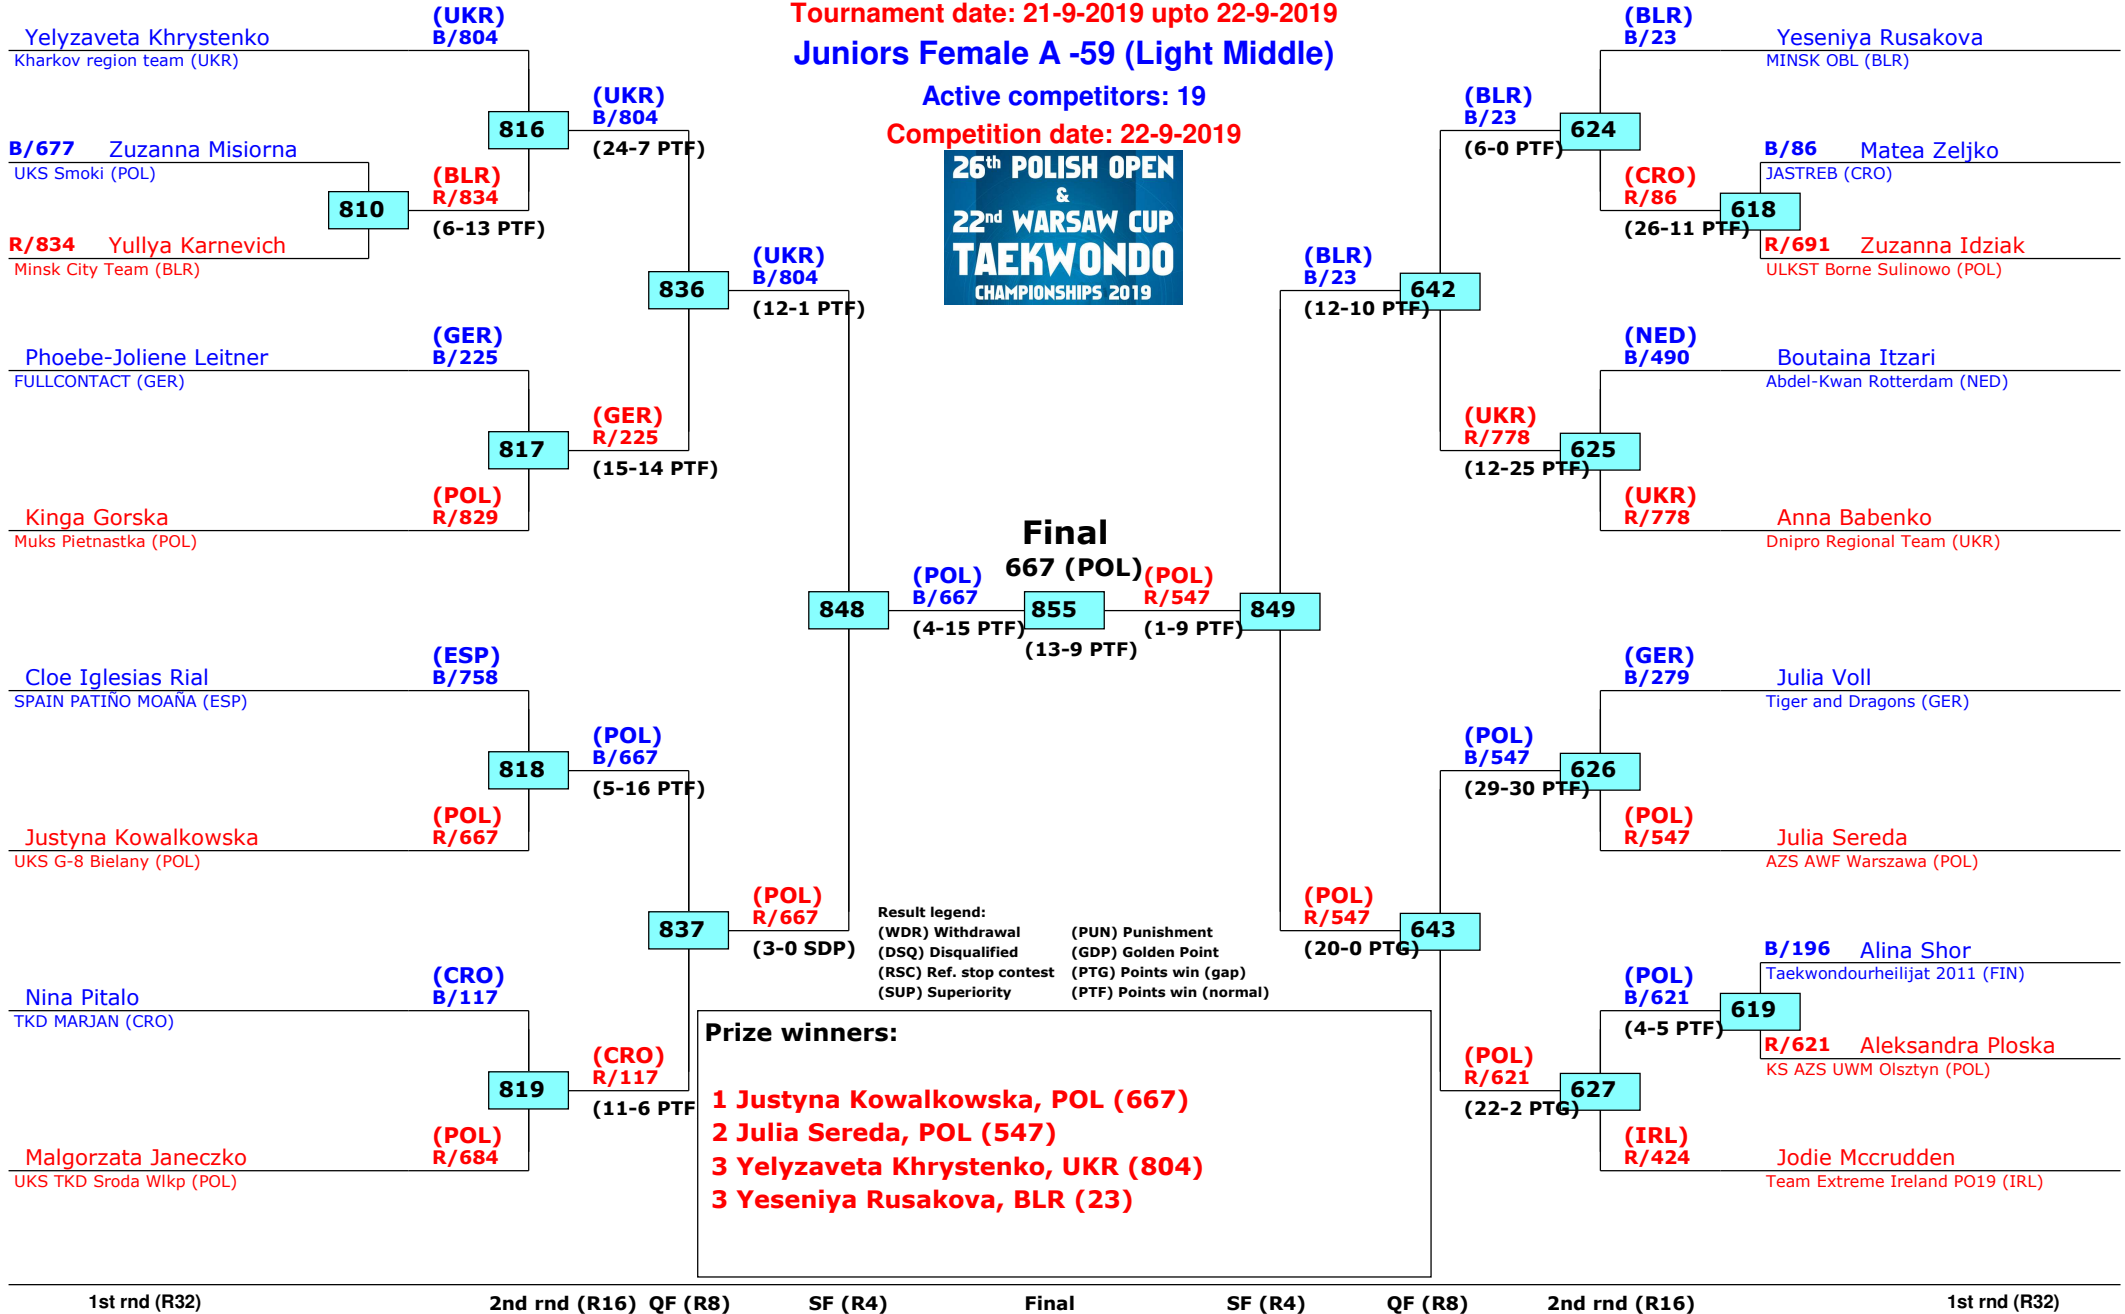 Tournament date: 21-9-2019 upto 22-9-2019
Juniors Female A -59 (Light Middle)
Active competitors: 19
Competition date: 22-9-2019
26th POLISH OPEN
&
22nd WARSAW CUP
TAEKWONDO
CHAMPIONSHIPS 2019
(UKR)
Yelyzaveta Khrystenko B/804
Kharkov region team (UKR)
(UKR)
B/804
816
(24-7 PTF)
B/677 Zuzanna Misiorna
UKS Smoki (POL)
(BLR)
R/834
810
(6-13 PTF)
R/834 Yullya Karnevich
Minsk City Team (BLR)
(UKR)
B/804
836
(12-1 PTF)
(GER)
Phoebe-Joliene Leitner B/225
FULLCONTACT (GER)
(GER)
R/225
817
(15-14 PTF)
(POL)
Kinga Gorska R/829
Muks Pietnastka (POL)
(ESP)
Cloe Iglesias Rial B/758
SPAIN PATIÑO MOAÑA (ESP)
(POL)
B/667
818
(5-16 PTF)
(POL)
Justyna Kowalkowska R/667
UKS G-8 Bielany (POL)
(POL)
R/667
837
(3-0 SDP)
(CRO)
Nina Pitalo B/117
TKD MARJAN (CRO)
(CRO)
R/117
819
(11-6 PTF
(POL)
Malgorzata Janeczko R/684
UKS TKD Sroda Wlkp (POL)
Final
667 (POL)
(POL)
B/667
848
(4-15 PTF)
855
(13-9 PTF)
(POL)
R/547
849
(1-9 PTF)
(BLR)
B/23 Yeseniya Rusakova
MINSK OBL (BLR)
(BLR)
B/23
624
(6-0 PTF)
B/86 Matea Zeljko
JASTREB (CRO)
(CRO)
R/86
618
(26-11 PTF)
R/691 Zuzanna Idziak
ULKST Borne Sulinowo (POL)
(BLR)
B/23
642
(12-10 PTF)
(NED)
B/490 Boutaina Itzari
Abdel-Kwan Rotterdam (NED)
(UKR)
R/778
625
(12-25 PTF)
(UKR)
R/778 Anna Babenko
Dnipro Regional Team (UKR)
(GER)
B/279 Julia Voll
Tiger and Dragons (GER)
(POL)
B/547
626
(29-30 PTF)
(POL)
R/547 Julia Sereda
AZS AWF Warszawa (POL)
(POL)
R/547
643
(20-0 PTG)
B/196 Alina Shor
Taekwondourheilijat 2011 (FIN)
(POL)
B/621
619
(4-5 PTF)
R/621 Aleksandra Ploska
KS AZS UWM Olsztyn (POL)
(POL)
R/621
627
(22-2 PTG)
(IRL)
R/424 Jodie Mccrudden
Team Extreme Ireland PO19 (IRL)
Result legend:
(WDR) Withdrawal (PUN) Punishment
(DSQ) Disqualified (GDP) Golden Point
(RSC) Ref. stop contest (PTG) Points win (gap)
(SUP) Superiority (PTF) Points win (normal)
Prize winners:
1 Justyna Kowalkowska, POL (667)
2 Julia Sereda, POL (547)
3 Yelyzaveta Khrystenko, UKR (804)
3 Yeseniya Rusakova, BLR (23)
1st rnd (R32) 2nd rnd (R16) QF (R8) SF (R4) Final SF (R4) QF (R8) 2nd rnd (R16) 1st rnd (R32)